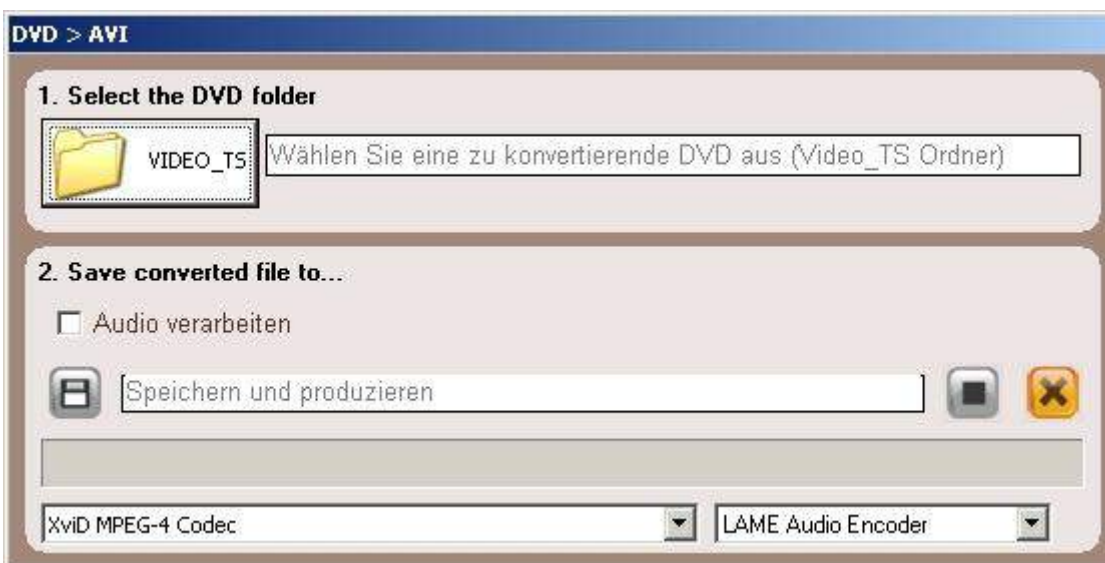 DVD > AVI
1. Select the DVD folder
VIDEO_TS
Wählen Sie eine zu konvertierende DVD aus (Video_TS Ordner)
2. Save converted file to...
Audio verarbeiten
Speichern und produzieren
XviD MPEG-4 Codec
LAME Audio Encoder